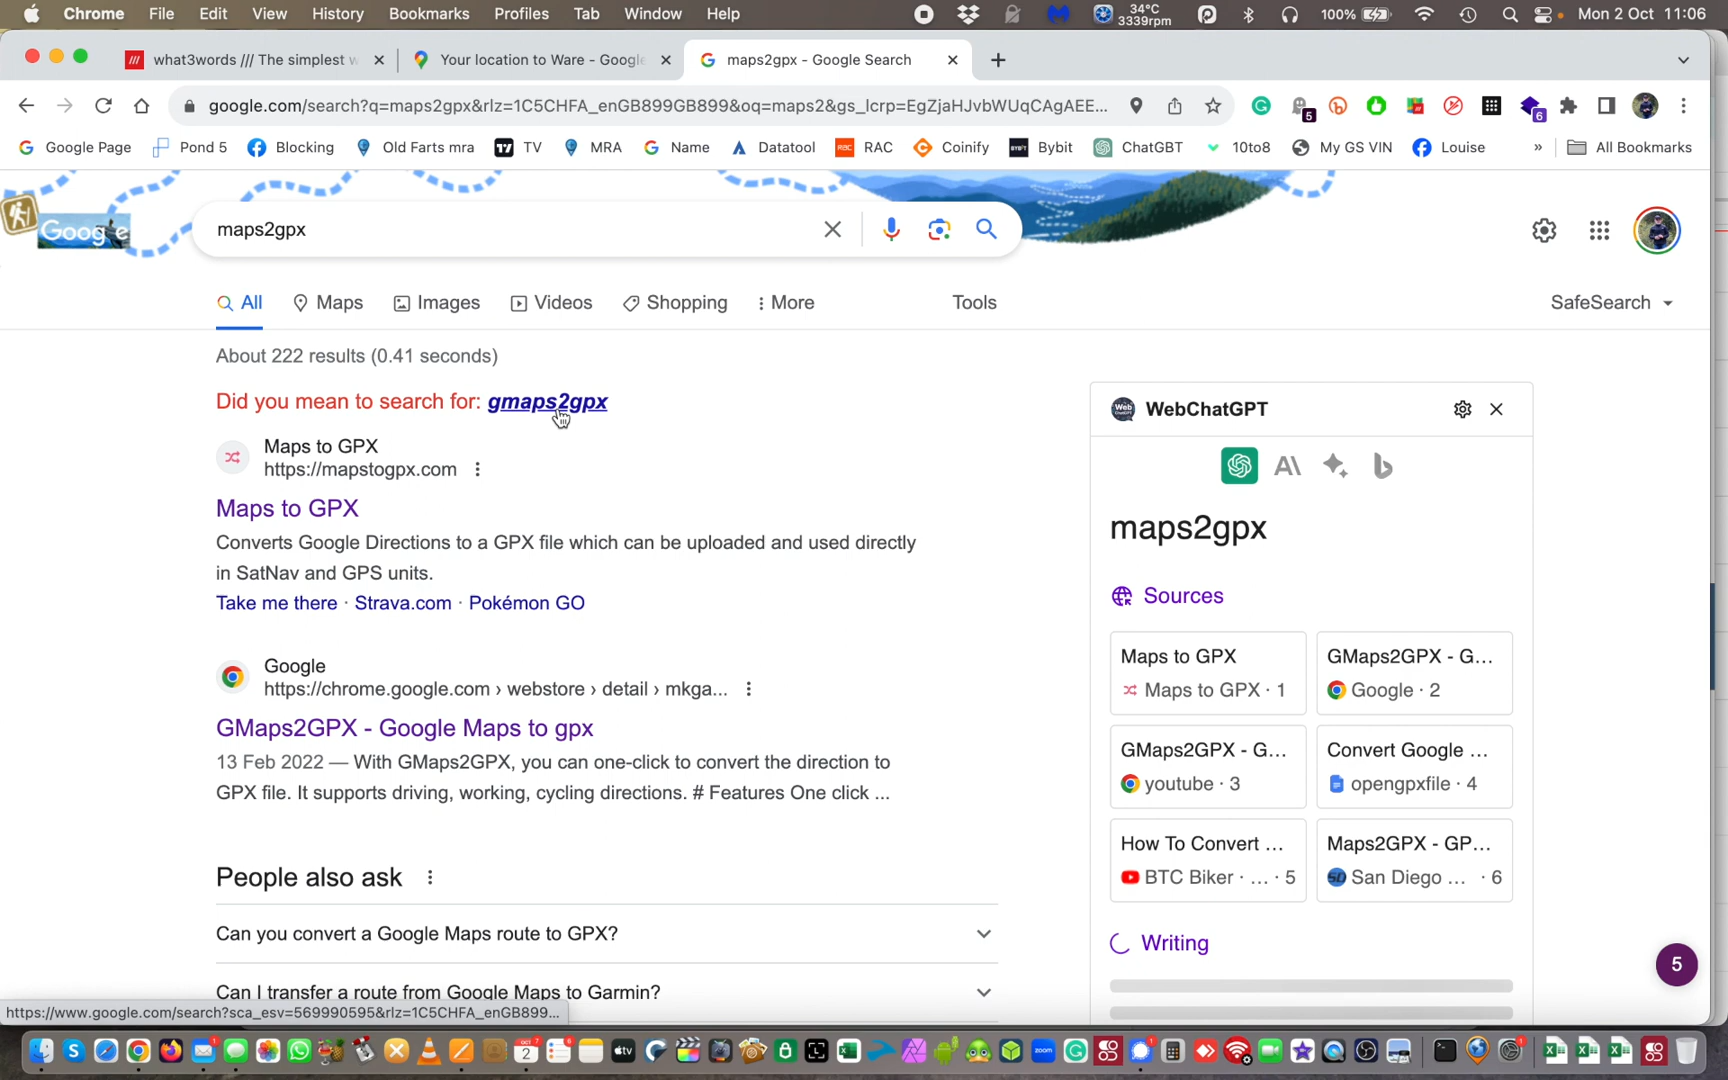 Chrome File Edit View History Bookmarks Profiles Tab Window Help 34°C 3339rpm 100% Mon 2 Oct 11:06
what3words /// The simplest w Your location to Ware - Google maps2gpx - Google Search
google.com/search?q=maps2gpx&rlz=1C5CHFA_enGB899GB899&oq=maps2&gs_lcrp=EgZjaHJvbWUqCAgAEE... 5 6
Google Page Pond 5 Blocking Old Farts mra TV MRA Name Datatool RAC Coinify Bybit ChatGBT 10to8 My GS VIN Louise » All Bookmarks
Google maps2gpx
All Maps Images Videos Shopping More Tools SafeSearch
About 222 results (0.41 seconds)
Did you mean to search for: gmaps2gpx
Maps to GPX
https://mapstogpx.com
Maps to GPX
Converts Google Directions to a GPX file which can be uploaded and used directly
in SatNav and GPS units.
Take me there · Strava.com · Pokémon GO
Google
https://chrome.google.com › webstore › detail › mkga...
GMaps2GPX - Google Maps to gpx
13 Feb 2022 — With GMaps2GPX, you can one-click to convert the direction to
GPX file. It supports driving, working, cycling directions. # Features One click ...
People also ask
Can you convert a Google Maps route to GPX?
Can I transfer a route from Google Maps to Garmin?
https://www.google.com/search?sca_esv=569990595&rlz=1C5CHFA_enGB899...
WebChatGPT
maps2gpx
Sources
Maps to GPX
Maps to GPX · 1
GMaps2GPX - G...
Google · 2
GMaps2GPX - G...
youtube · 3
Convert Google ...
opengpxfile · 4
How To Convert ...
BTC Biker · ... · 5
Maps2GPX - GP...
San Diego ... · 6
Writing
5